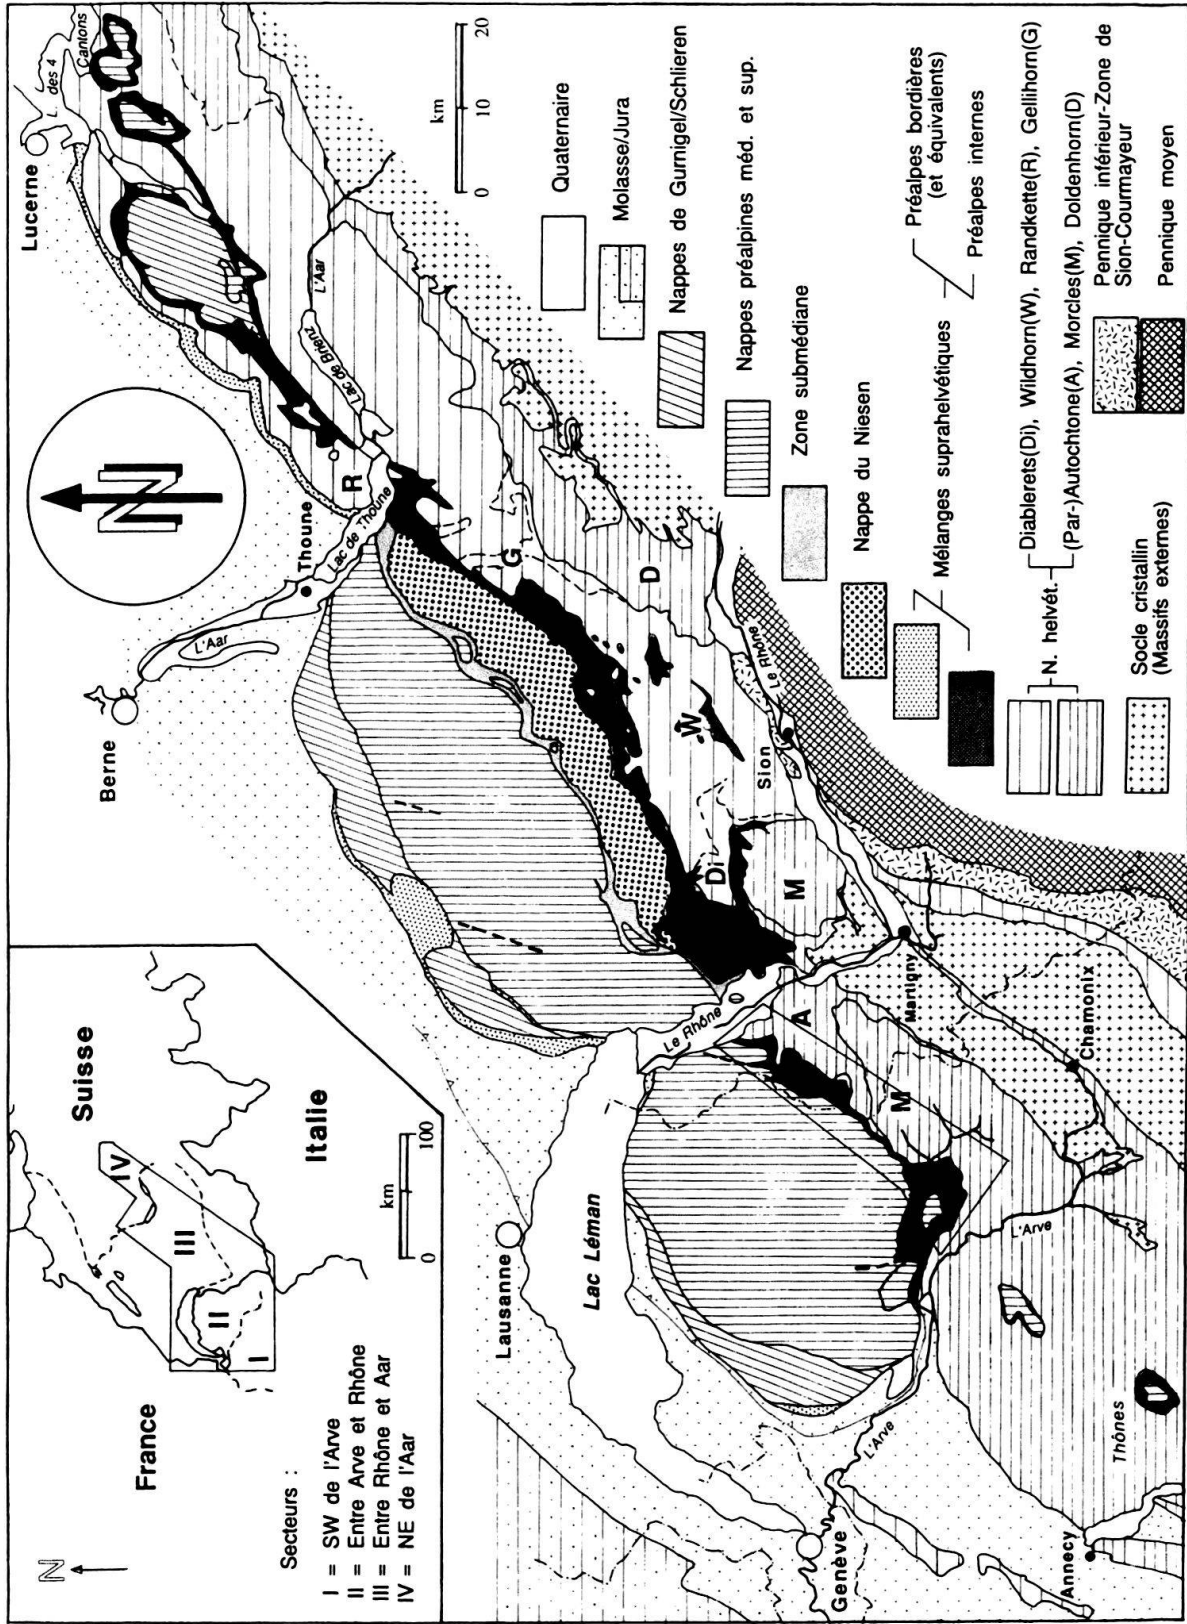 N
France
Suisse
Italie
I
II
III
IV
km
0
100
Secteurs :
I = SW de l'Arve
II = Entre Arve et Rhône
III = Entre Rhône et Aar
IV = NE de l'Aar
N
Berne
L'Aar
Thoune
Lac de Thoune
Lac de Brienz
L'Aar
Lucerne
L. des 4
Cantons
R
G
D
W
Di
M
A
M
Lausanne
Lac Léman
Le Rhône
Le Rhône
Sion
Martigny
Chamonix
L'Arve
L'Arve
Genève
Annecy
Thônes
km
0
10
20
Quaternaire
Molasse/Jura
Nappes de Gurnigel/Schlieren
Nappes préalpines méd. et sup.
Zone submédiane
Nappe du Niesen
Mélanges suprahelvétiques
Préalpes bordières
(et équivalents)
Préalpes internes
N. helvét.
Diablerets(Di), Wildhorn(W), Randkette(R), Gellihorn(G)
(Par-)Autochtone(A), Morcles(M), Doldenhorn(D)
Socle cristallin
(Massifs externes)
Pennique inférieur-Zone de
Sion-Courmayeur
Pennique moyen